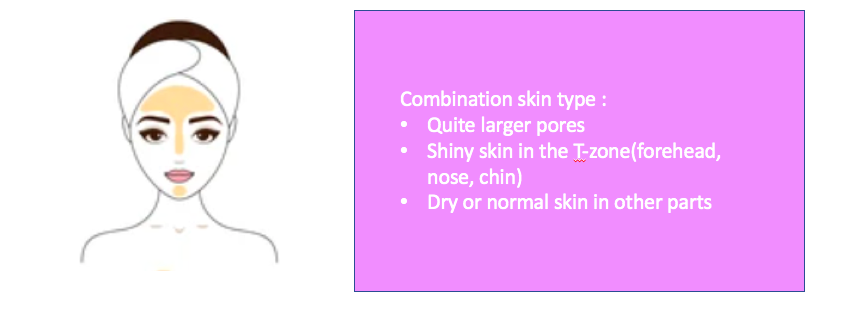 Combination skin type :
• Quite larger pores
• Shiny skin in the T-zone(forehead,
nose, chin)
• Dry or normal skin in other parts